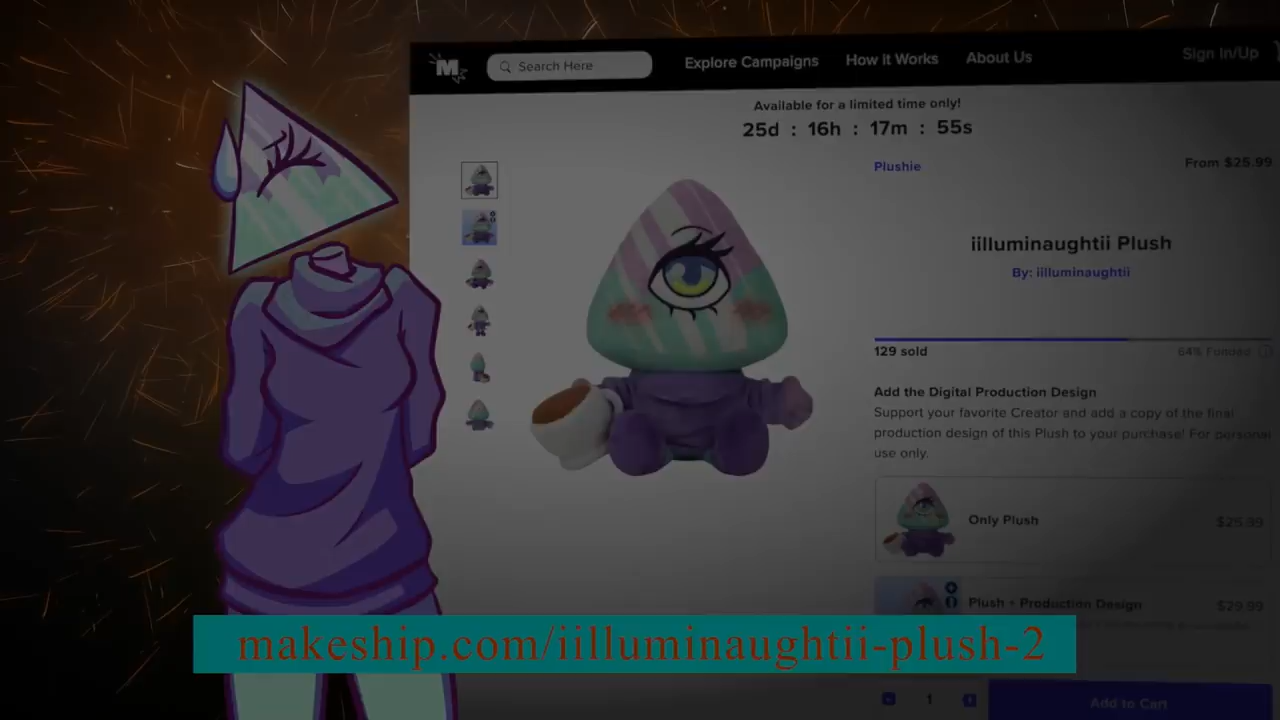 M
Search Here
Explore Campaigns
How it Works
About Us
Sign In/Up
Available for a limited time only!
25d : 16h : 17m : 55s
Plushie
From $25.99
iilluminaughtii Plush
By: iilluminaughtii
129 sold
64% Funded
Add the Digital Production Design
Support your favorite Creator and add a copy of the final
production design of this Plush to your purchase! For personal
use only.
Only Plush
$25.99
Plush + Production Design
$29.99
makeship.com/iilluminaughtii-plush-2
1
Add to Cart